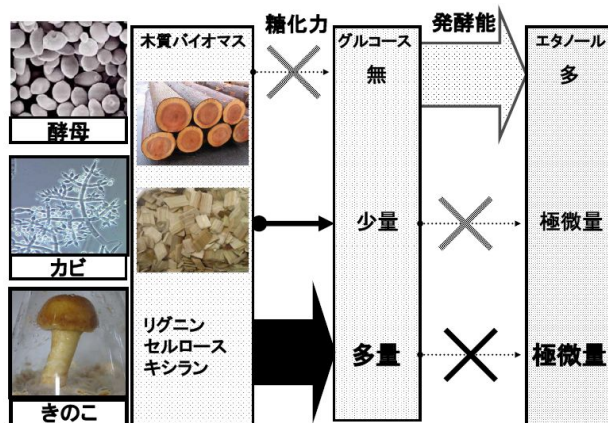 木質バイオマス
糖化力
グルコース
発酵能
エタノール
無
多
酵母
少量
極微量
カビ
リグニン
セルロース
キシラン
多量
極微量
きのこ